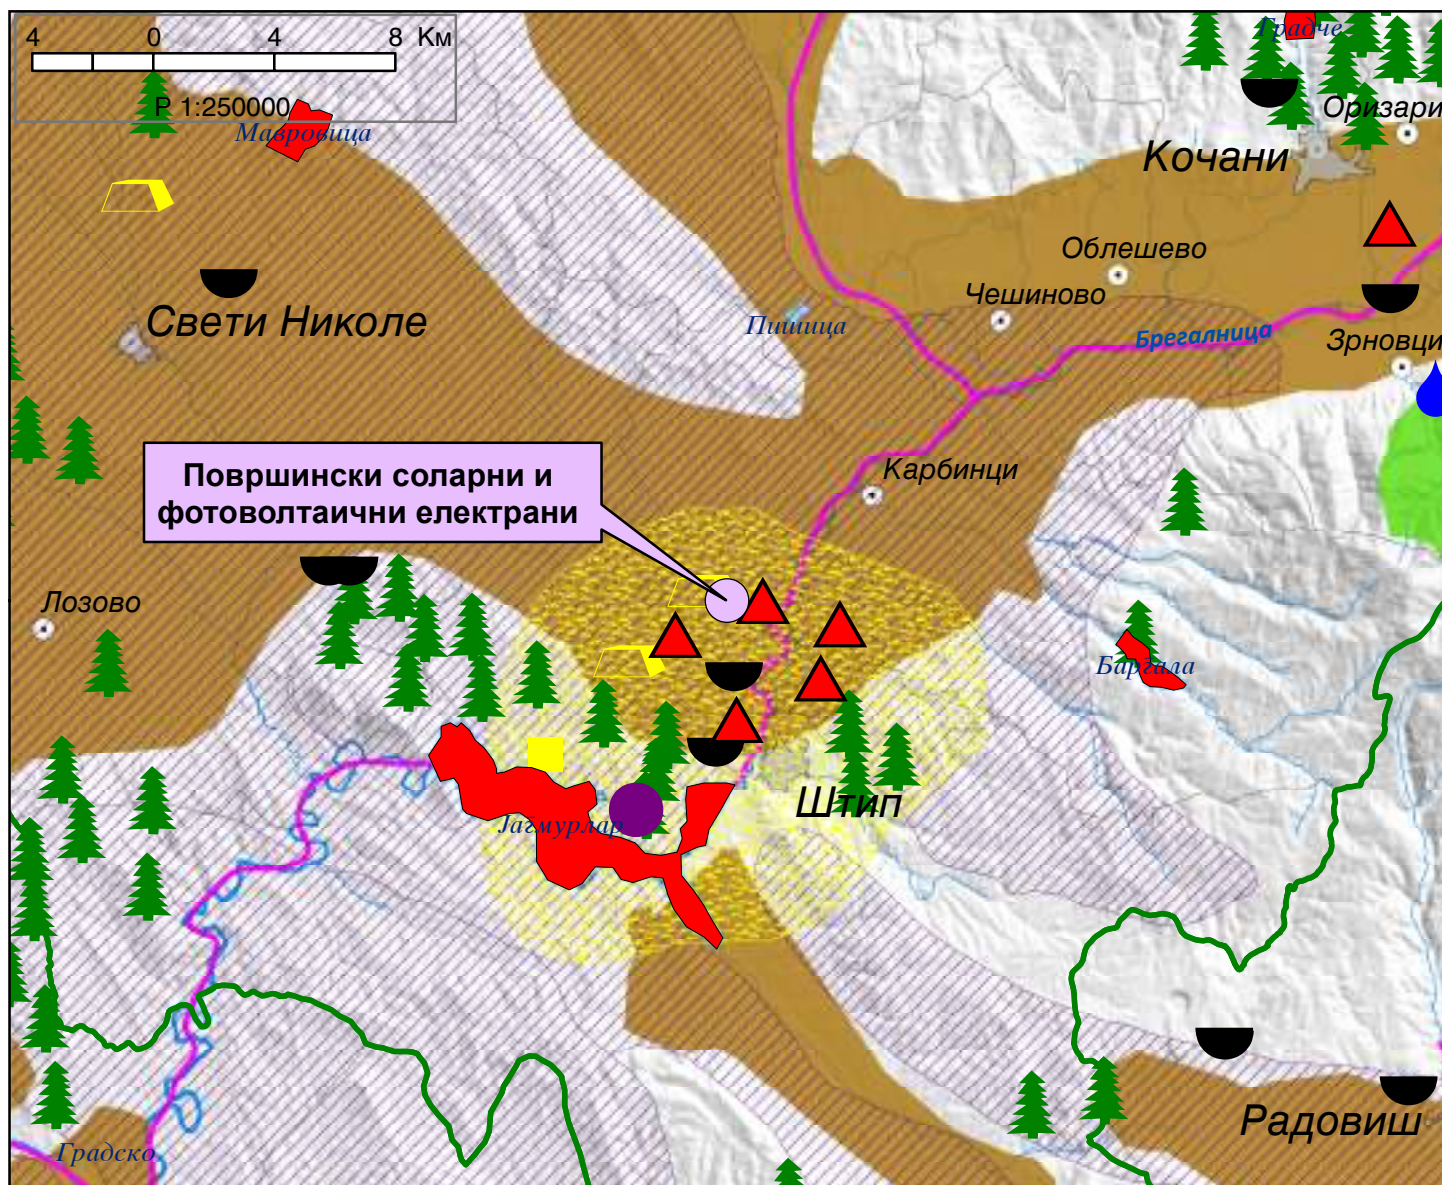 4 0 4 8 Км
Р 1:250000
Мавровица
Градче
Оризари
Кочани
Облешево
Чешиново
Пишица
Брегалница
Свети Николе
Зрновци
Површински соларни и
фотоволтаични електрани
Карбинци
Лозово
Баргала
Штип
Јагмурлар
Радовиш
Градско